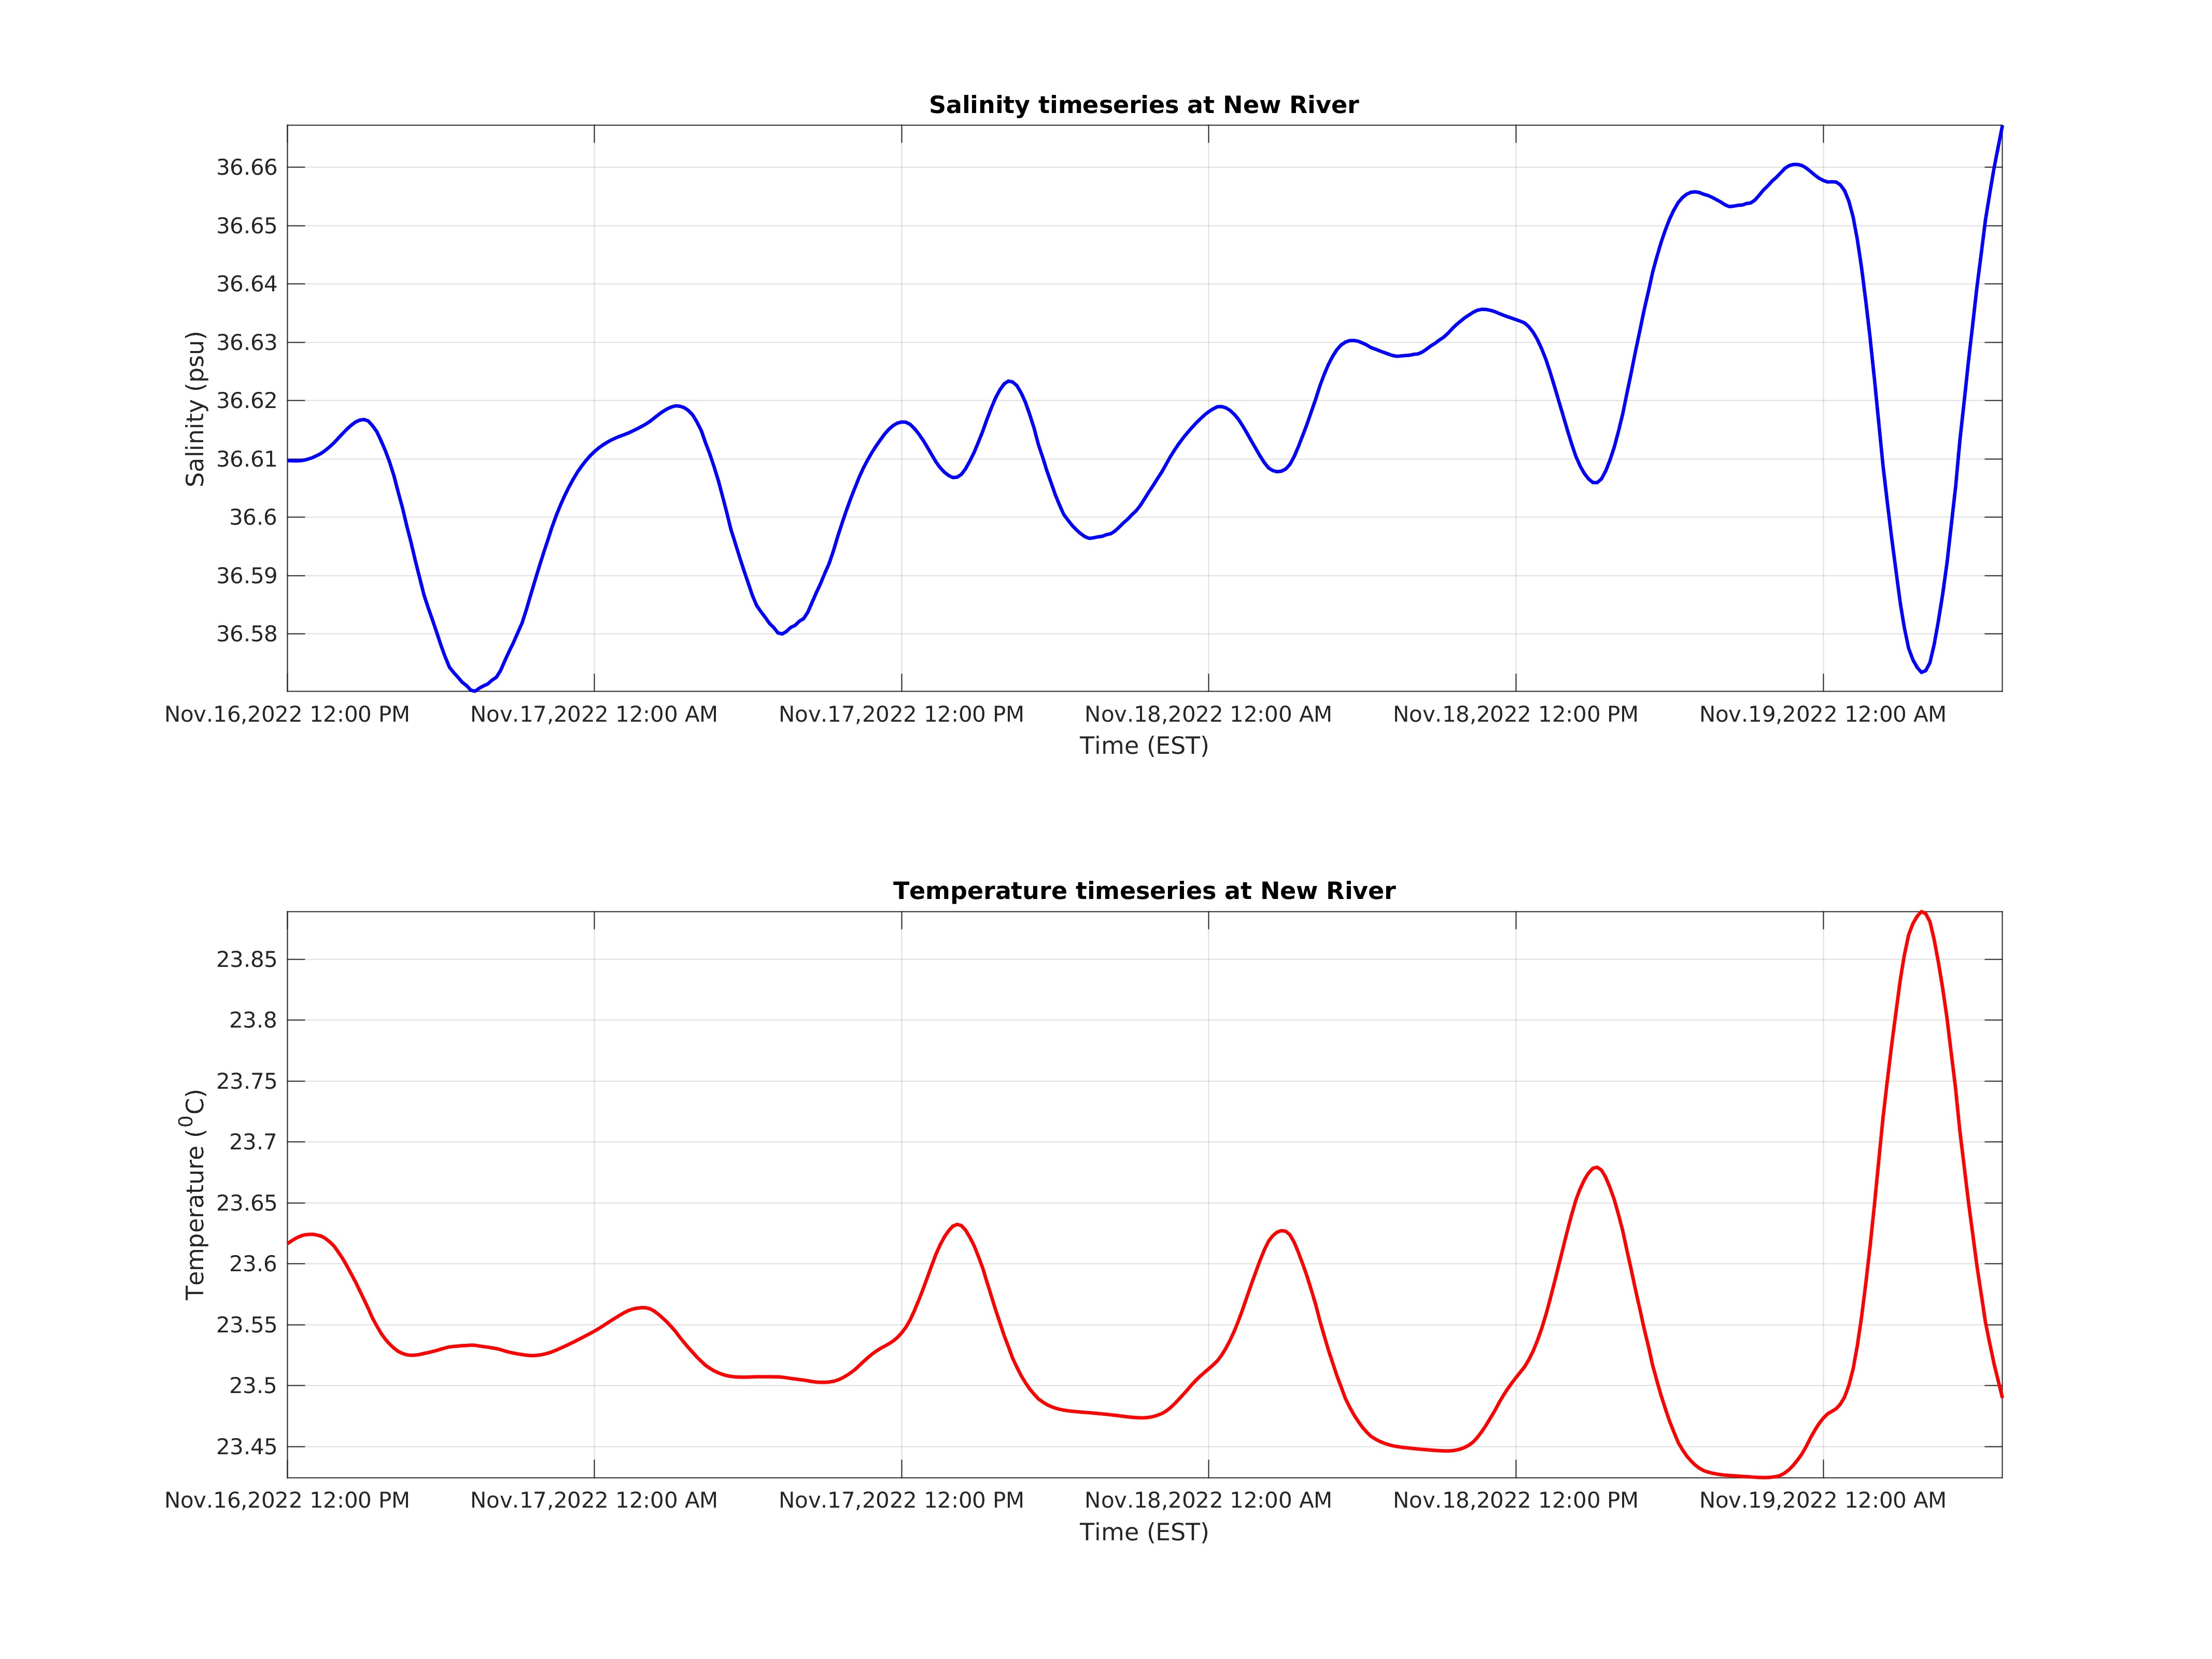 Salinity timeseries at New River
Salinity (psu)
36.66
36.65
36.64
36.63
36.62
36.61
36.6
36.59
36.58
Nov.16,2022 12:00 PM Nov.17,2022 12:00 AM Nov.17,2022 12:00 PM Nov.18,2022 12:00 AM Nov.18,2022 12:00 PM Nov.19,2022 12:00 AM
Time (EST)
Temperature timeseries at New River
Temperature (⁰C)
23.85
23.8
23.75
23.7
23.65
23.6
23.55
23.5
23.45
Nov.16,2022 12:00 PM Nov.17,2022 12:00 AM Nov.17,2022 12:00 PM Nov.18,2022 12:00 AM Nov.18,2022 12:00 PM Nov.19,2022 12:00 AM
Time (EST)